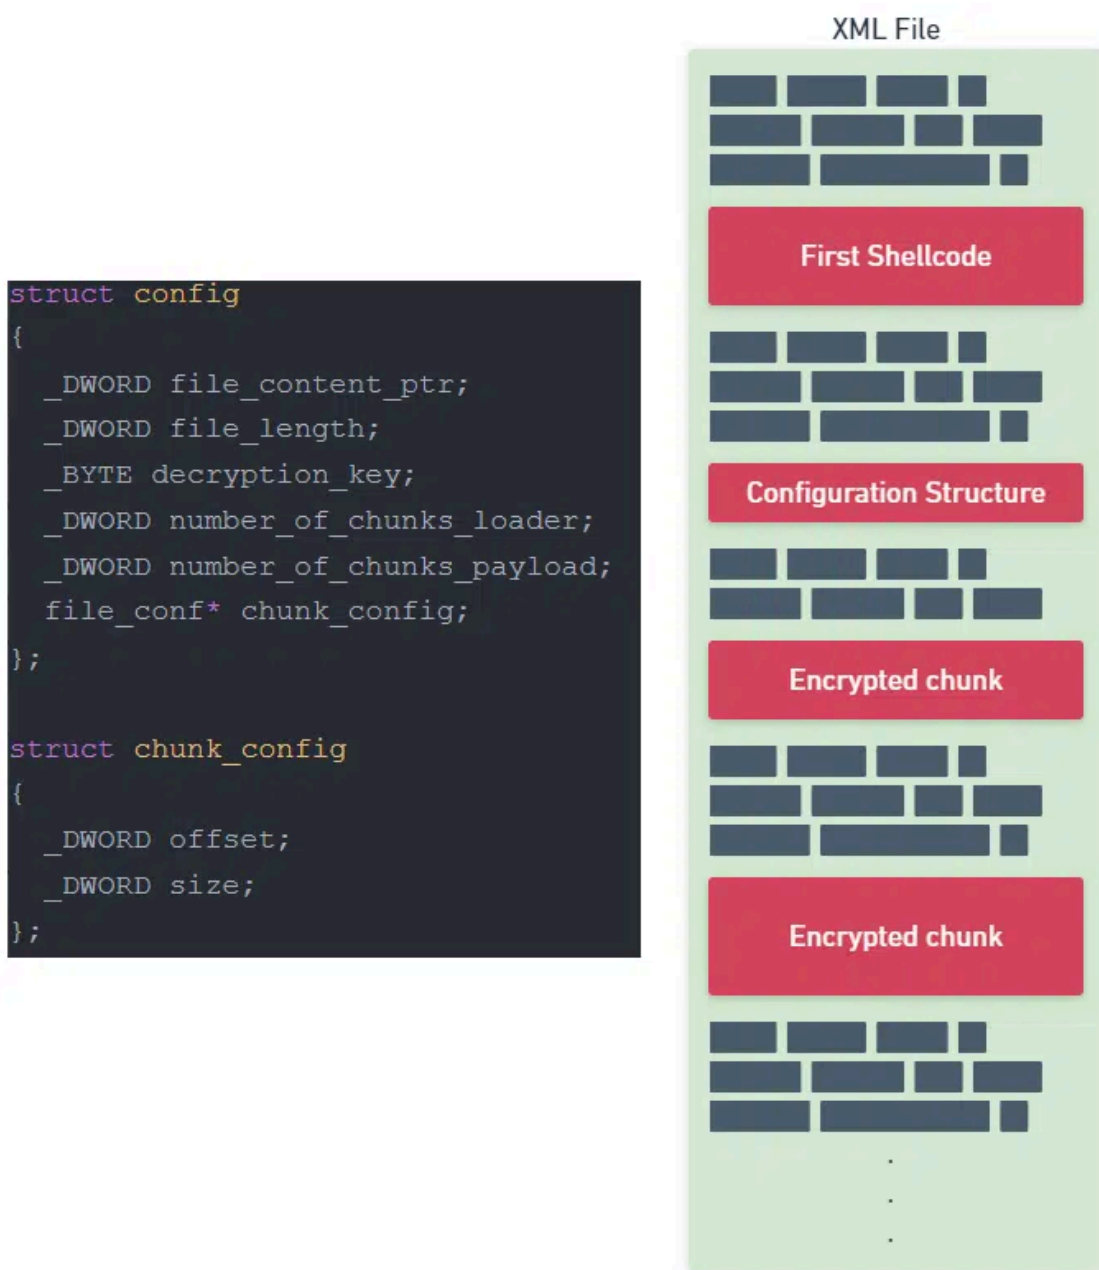 XML File
First Shellcode
struct config
{
_DWORD file_content_ptr;
_DWORD file_length;
_BYTE decryption_key;
_DWORD number_of_chunks_loader;
_DWORD number_of_chunks_payload;
file_conf* chunk_config;
};
struct chunk_config
{
_DWORD offset;
_DWORD size;
};
Configuration Structure
Encrypted chunk
Encrypted chunk
.
.
.